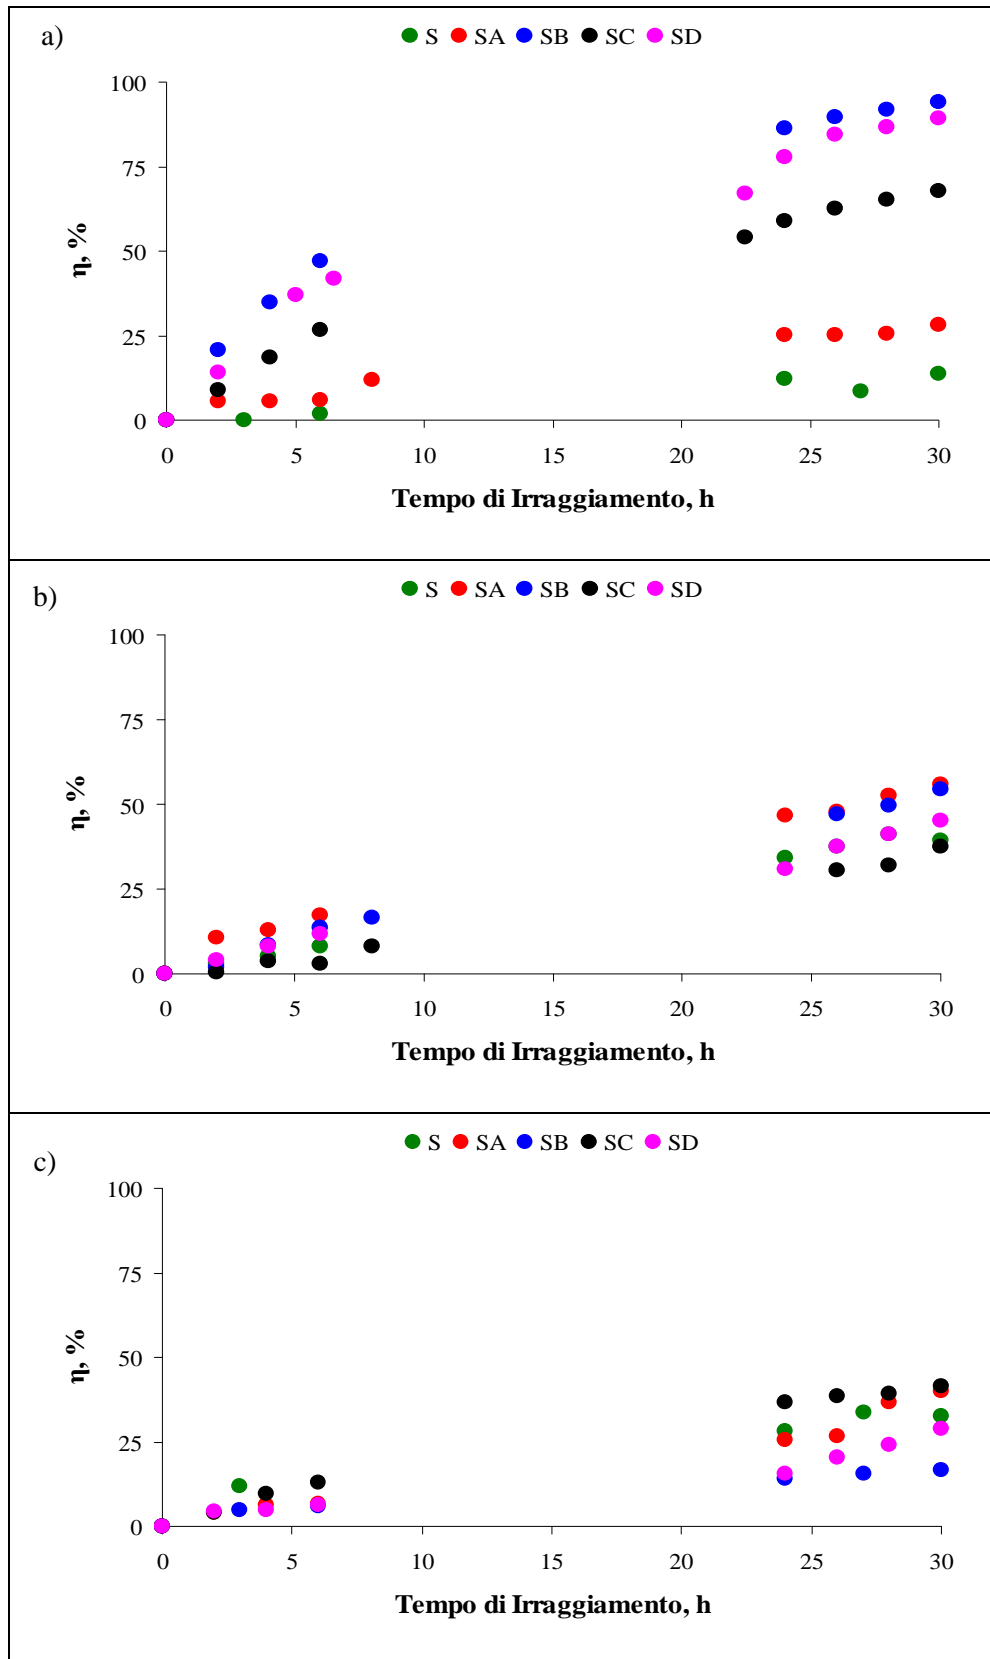 a)
S SA SB SC SD
100
75
50
25
0
η, %
0 5 10 15 20 25 30
Tempo di Irraggiamento, h
b)
S SA SB SC SD
100
75
50
25
0
η, %
0 5 10 15 20 25 30
Tempo di Irraggiamento, h
c)
S SA SB SC SD
100
75
50
25
0
η, %
0 5 10 15 20 25 30
Tempo di Irraggiamento, h